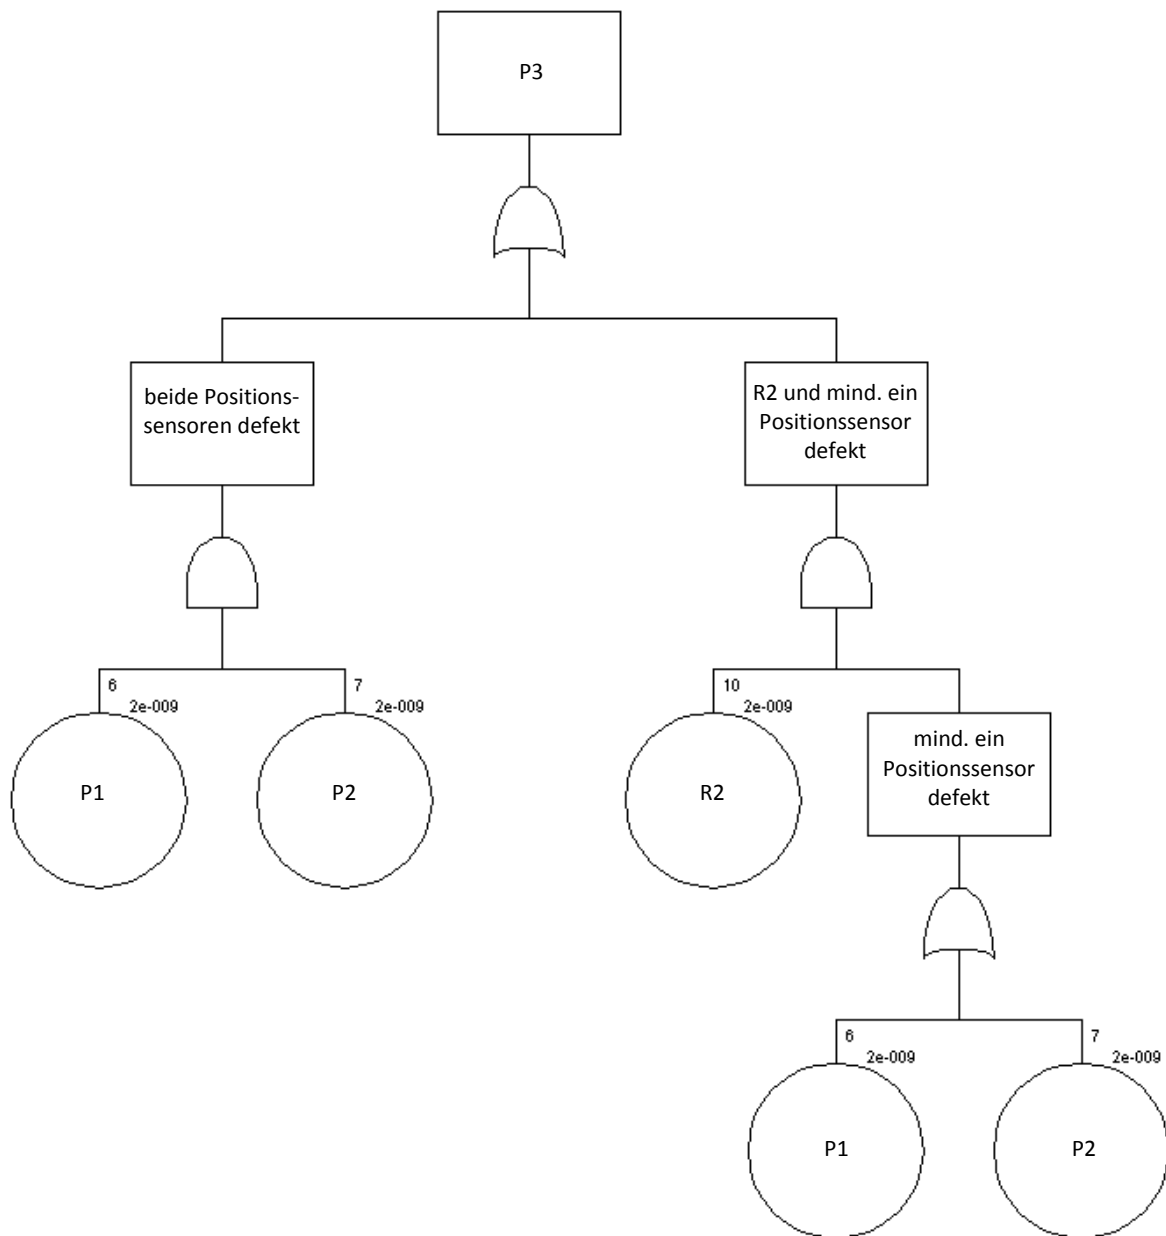 P3
beide Positions-
sensoren defekt
R2 und mind. ein
Positionssensor
defekt
6
2e-009
P1
7
2e-009
P2
10
2e-009
R2
mind. ein
Positionssensor
defekt
6
2e-009
P1
7
2e-009
P2